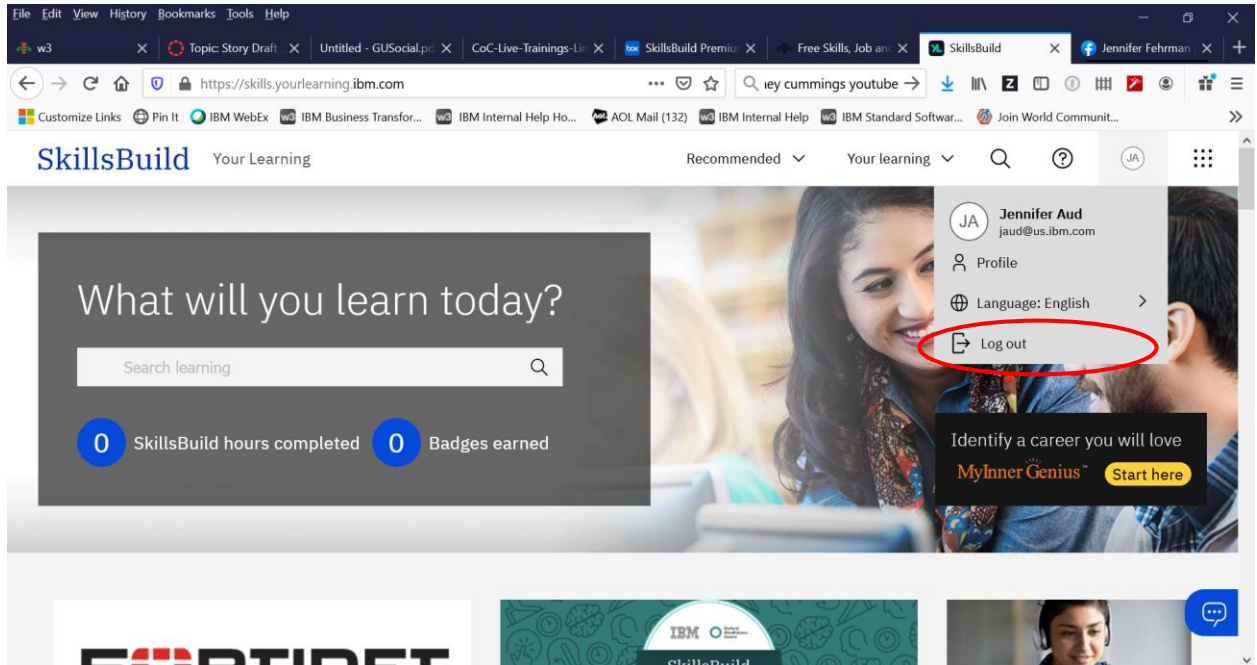 File Edit View History Bookmarks Tools Help
w3 Topic: Story Draft Untitled - GUSocial.pd CoC-Live-Trainings-Lin SkillsBuild Premiu Free Skills, Job an SkillsBuild Jennifer Fehrman
https://skills.yourlearning.ibm.com ey cummings youtube
Customize Links Pin It IBM WebEx IBM Business Transfor... IBM Internal Help Ho... AOL Mail (132) IBM Internal Help IBM Standard Softwar... Join World Communit...
SkillsBuild Your Learning Recommended Your learning JA
JA Jennifer Aud
jaud@us.ibm.com
Profile
Language: English
Log out
What will you learn today?
Search learning
0 SkillsBuild hours completed 0 Badges earned
Identify a career you will love
MyInner Genius™ Start here
FORTINET
IBM
SkillsBuild